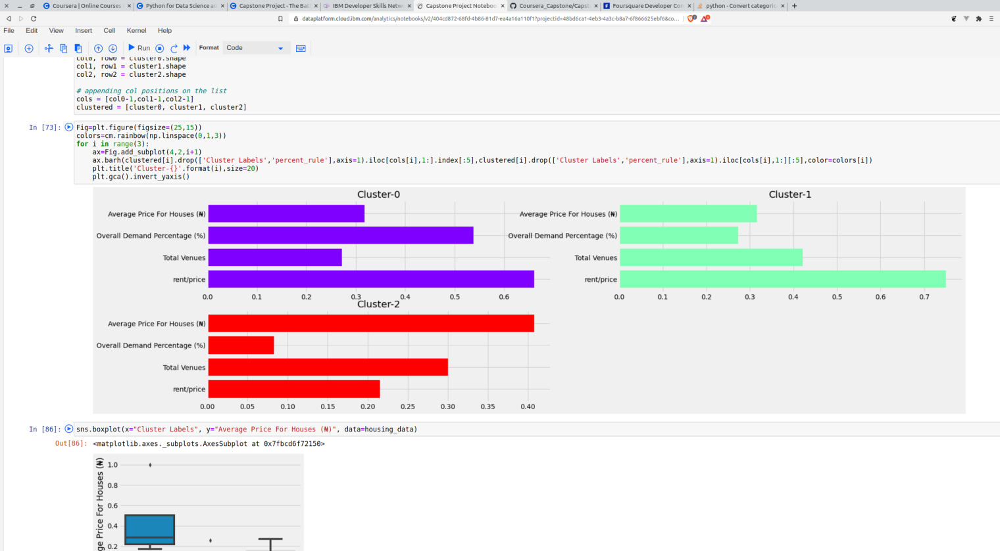 Coursera | Online Courses
Python for Data Science an
Capstone Project - The Bat
IBM Developer Skills Netw
Capstone Project Noteboo
Coursera_Capstone/Capst
Foursquare Developer Con
python - Convert categoric
dataplatform.cloud.ibm.com/analytics/notebooks/v2/404cd872-68fd-4b86-81d7-ea4a16a110f1?projectid=48bd6ca1-4eb3-4a3c-b8a7-6f866625ebf6&co...
File Edit View Insert Cell Kernel Help
Run Format Code
col0, row0 = cluster0.shape
col1, row1 = cluster1.shape
col2, row2 = cluster2.shape
# appending col positions on the list
cols = [col0-1,col1-1,col2-1]
clustered = [cluster0, cluster1, cluster2]
In [73]: Fig=plt.figure(figsize=(25,15))
colors=cm.rainbow(np.linspace(0,1,3))
for i in range(3):
ax=Fig.add_subplot(4,2,i+1)
ax.barh(clustered[i].drop(['Cluster Labels','percent_rule'],axis=1).iloc[cols[i],1:].index[:5],clustered[i].drop(['Cluster Labels','percent_rule'],axis=1).iloc[cols[i],1:][:5],color=colors[i])
plt.title('Cluster-{}'.format(i),size=20)
plt.gca().invert_yaxis()
Cluster-0
Average Price For Houses (₦)
Overall Demand Percentage (%)
Total Venues
rent/price
0.0 0.1 0.2 0.3 0.4 0.5 0.6
Cluster-1
Average Price For Houses (₦)
Overall Demand Percentage (%)
Total Venues
rent/price
0.0 0.1 0.2 0.3 0.4 0.5 0.6 0.7
Cluster-2
Average Price For Houses (₦)
Overall Demand Percentage (%)
Total Venues
rent/price
0.00 0.05 0.10 0.15 0.20 0.25 0.30 0.35 0.40
In [86]: sns.boxplot(x="Cluster Labels", y="Average Price For Houses (₦)", data=housing_data)
Out[86]: <matplotlib.axes._subplots.AxesSubplot at 0x7fbcd6f72150>
ge Price For Houses (₦)
1.0
0.8
0.6
0.4
0.2